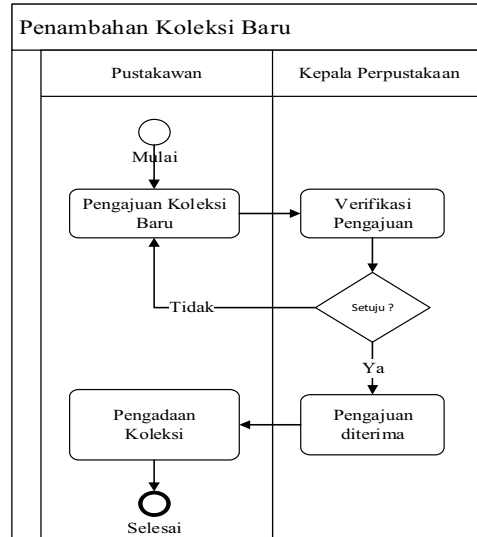 Penambahan Koleksi Baru
Pustakawan
Kepala Perpustakaan
Mulai
Pengajuan Koleksi
Baru
Verifikasi
Pengajuan
Setuju ?
Tidak
Ya
Pengadaan
Koleksi
Pengajuan
diterima
Selesai